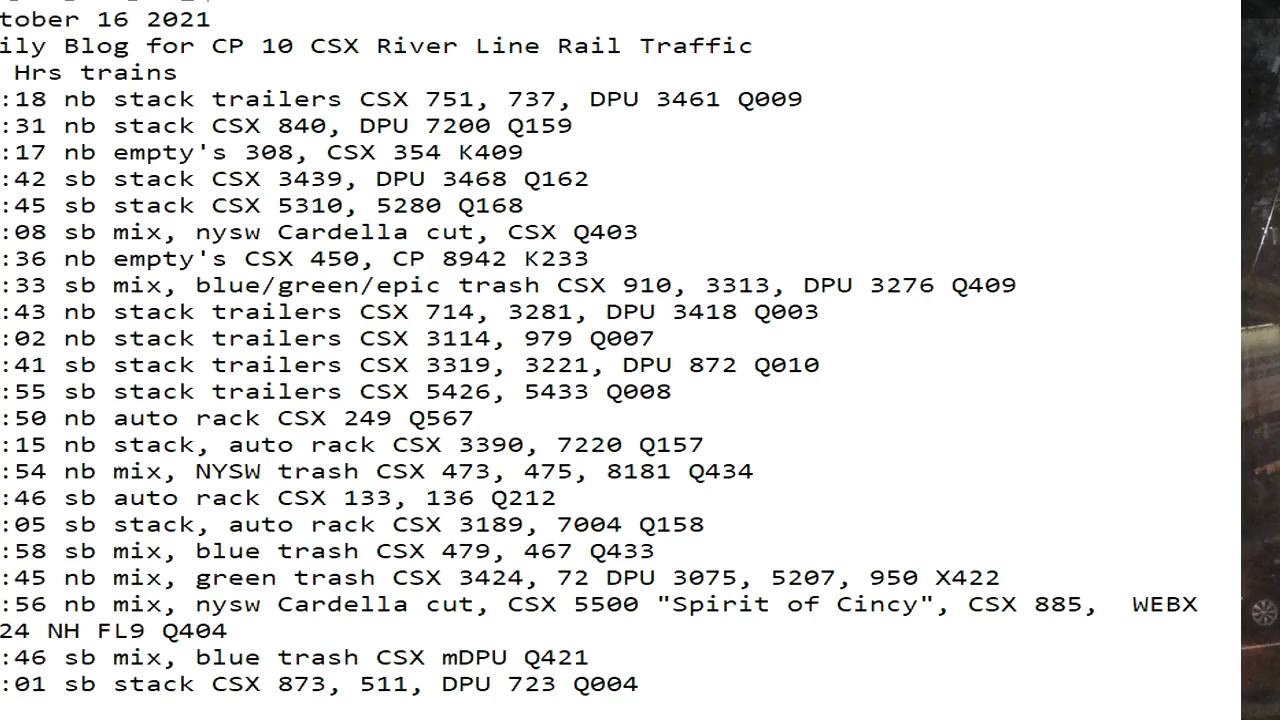 tober 16 2021
ily Blog for CP 10 CSX River Line Rail Traffic
Hrs trains
:18 nb stack trailers CSX 751, 737, DPU 3461 Q009
:31 nb stack CSX 840, DPU 7200 Q159
:17 nb empty's 308, CSX 354 K409
:42 sb stack CSX 3439, DPU 3468 Q162
:45 sb stack CSX 5310, 5280 Q168
:08 sb mix, nysw Cardella cut, CSX Q403
:36 nb empty's CSX 450, CP 8942 K233
:33 sb mix, blue/green/epic trash CSX 910, 3313, DPU 3276 Q409
:43 nb stack trailers CSX 714, 3281, DPU 3418 Q003
:02 nb stack trailers CSX 3114, 979 Q007
:41 sb stack trailers CSX 3319, 3221, DPU 872 Q010
:55 sb stack trailers CSX 5426, 5433 Q008
:50 nb auto rack CSX 249 Q567
:15 nb stack, auto rack CSX 3390, 7220 Q157
:54 nb mix, NYSW trash CSX 473, 475, 8181 Q434
:46 sb auto rack CSX 133, 136 Q212
:05 sb stack, auto rack CSX 3189, 7004 Q158
:58 sb mix, blue trash CSX 479, 467 Q433
:45 nb mix, green trash CSX 3424, 72 DPU 3075, 5207, 950 X422
:56 nb mix, nysw Cardella cut, CSX 5500 "Spirit of Cincy", CSX 885,  WEBX
24 NH FL9 Q404
:46 sb mix, blue trash CSX mDPU Q421
:01 sb stack CSX 873, 511, DPU 723 Q004